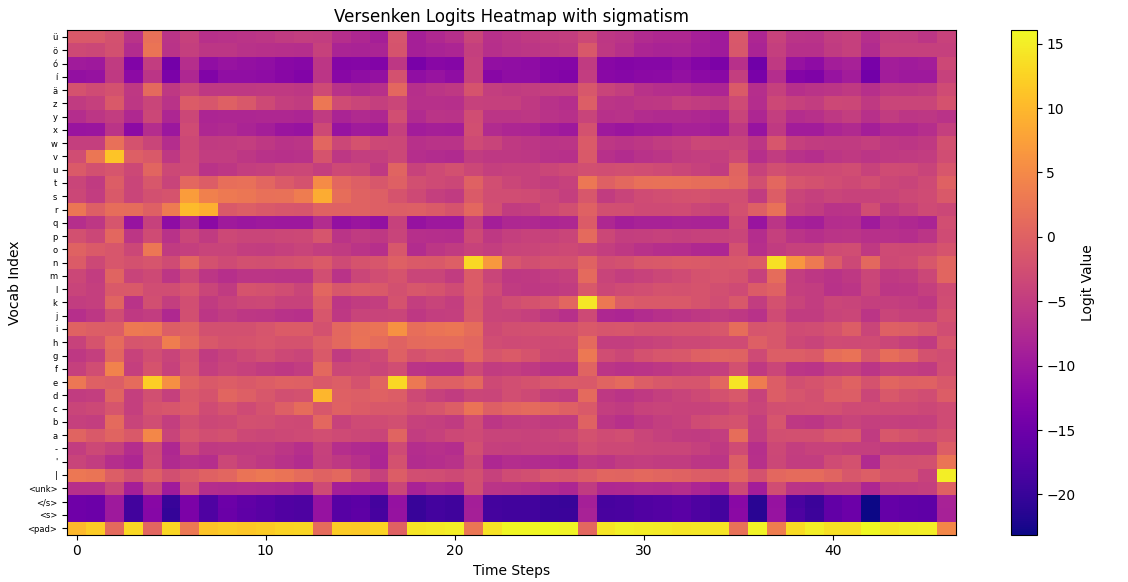 Versenken Logits Heatmap with sigmatism
ü
ö
ó
í
ä
z
y
x
w
v
u
t
s
r
q
p
o
n
m
l
k
j
i
h
g
f
e
d
c
b
a
-
'
|
<unk>
</s>
<s>
<pad>
Vocab Index
0 10 20 30 40
Time Steps
15
10
5
0
−5
−10
−15
−20
Logit Value